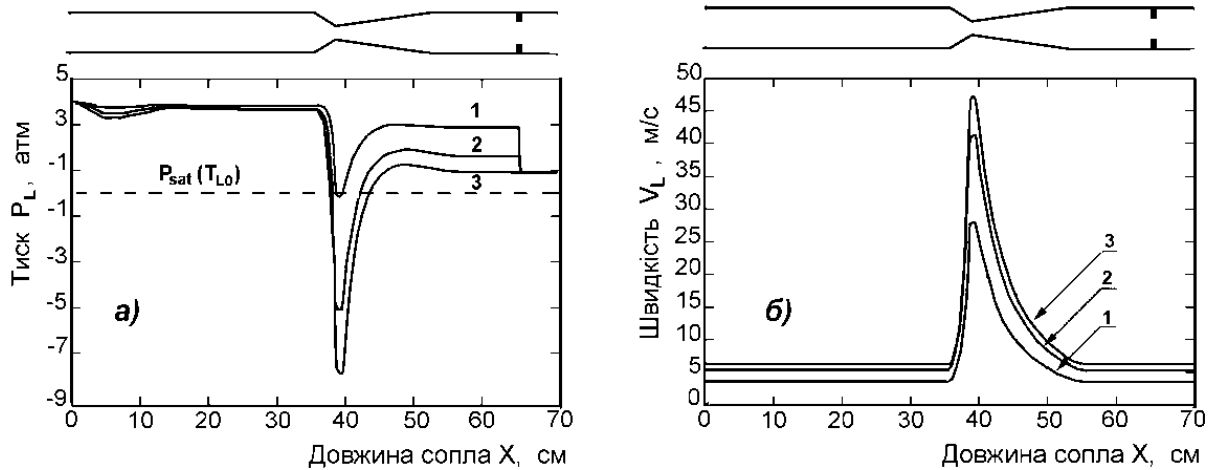 5
3
1
-1
-3
-5
-7
-9
Тиск P_L, атм
P_sat (T_L0)
1
2
3
а)
0 10 20 30 40 50 60 70
Довжина сопла X, см
50
45
40
35
30
25
20
15
10
5
0
Швидкість V_L, м/с
3
2
1
б)
0 10 20 30 40 50 60 70
Довжина сопла X, см